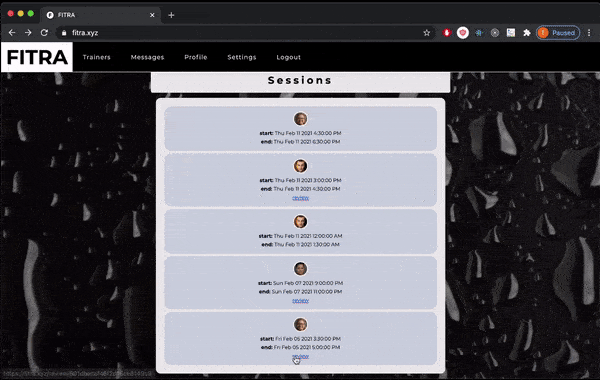 FITRA
fitra.xyz
Paused
FITRA
Trainers Messages Profile Settings Logout
Sessions
start: Thu Feb 11 2021 4:30:00 PM
end: Thu Feb 11 2021 6:30:00 PM
start: Thu Feb 11 2021 3:00:00 PM
end: Thu Feb 11 2021 4:30:00 PM
review
start: Thu Feb 11 2021 12:00:00 AM
end: Thu Feb 11 2021 1:30:00 AM
start: Sun Feb 07 2021 9:00:00 PM
end: Sun Feb 07 2021 11:00:00 PM
review
start: Fri Feb 05 2021 3:30:00 PM
end: Fri Feb 05 2021 5:00:00 PM
review